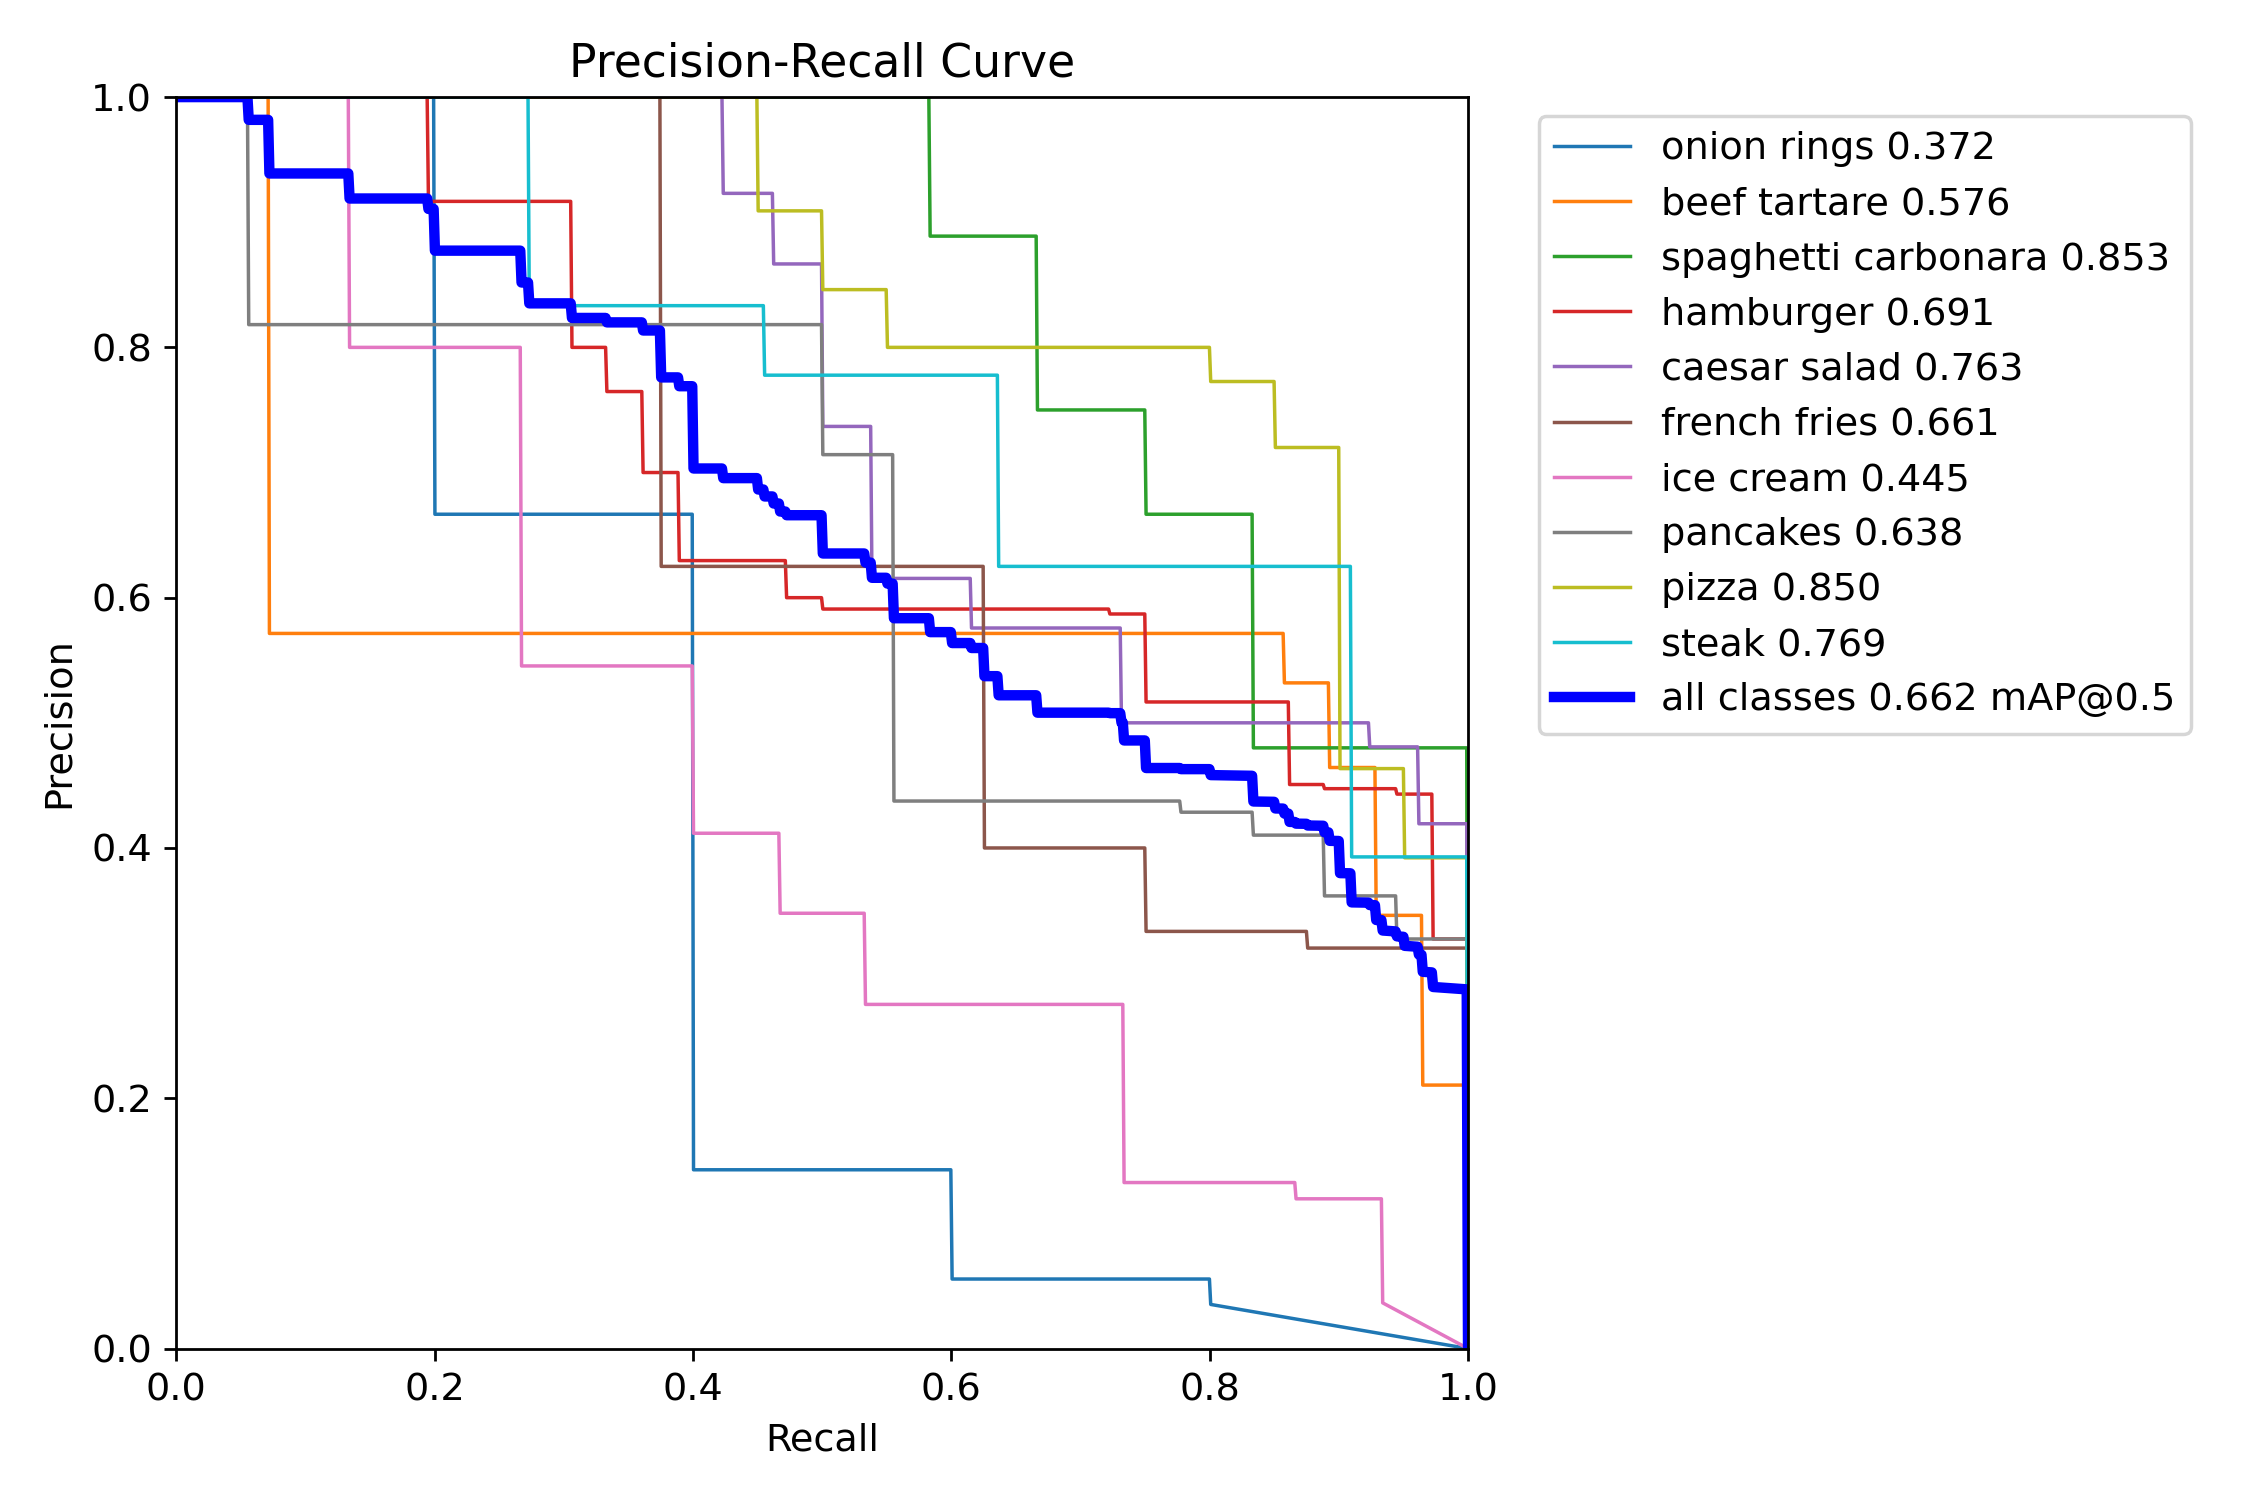 Precision-Recall Curve
1.0
0.8
0.6
0.4
0.2
0.0
Precision
0.0 0.2 0.4 0.6 0.8 1.0
Recall
onion rings 0.372
beef tartare 0.576
spaghetti carbonara 0.853
hamburger 0.691
caesar salad 0.763
french fries 0.661
ice cream 0.445
pancakes 0.638
pizza 0.850
steak 0.769
all classes 0.662 mAP@0.5